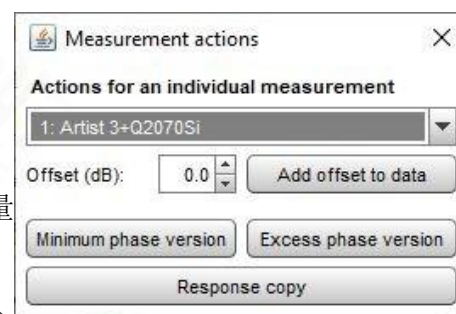 Measurement actions
Actions for an individual measurement
1: Artist 3+Q2070Si
Offset (dB): 0.0 Add offset to data
量
Minimum phase version Excess phase version
Response copy